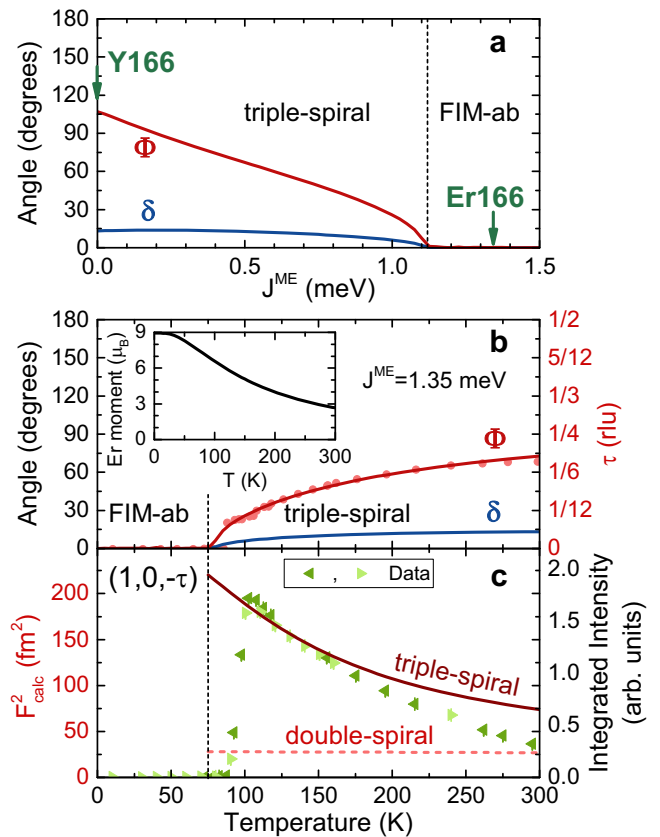 180
150
120
90
60
30
0
Angle (degrees)
a
Y166
triple-spiral
FIM-ab
Φ
δ
Er166
0.0 0.5 1.0 1.5
J^ME (meV)
180
150
120
90
60
30
0
Angle (degrees)
b
9
6
3
0
Er moment (μ_B)
0 100 200 300
T (K)
J^ME=1.35 meV
Φ
FIM-ab
triple-spiral
δ
1/2
5/12
1/3
1/4
1/6
1/12
0
τ (rlu)
(1,0,-τ)
, Data
c
200
150
100
50
0
F²_calc (fm²)
triple-spiral
double-spiral
2.0
1.5
1.0
0.5
0.0
Integrated Intensity
(arb. units)
0 50 100 150 200 250 300
Temperature (K)